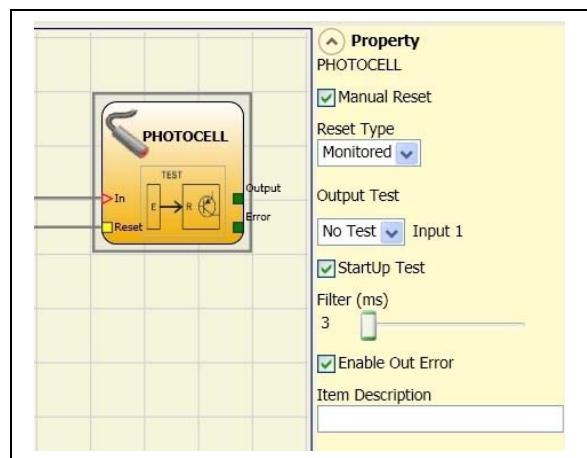 PHOTOCELL
TEST
In
E
R
Output
Error
Reset
Property
PHOTOCELL
Manual Reset
Reset Type
Monitored
Output Test
No Test Input 1
StartUp Test
Filter (ms)
3
Enable Out Error
Item Description